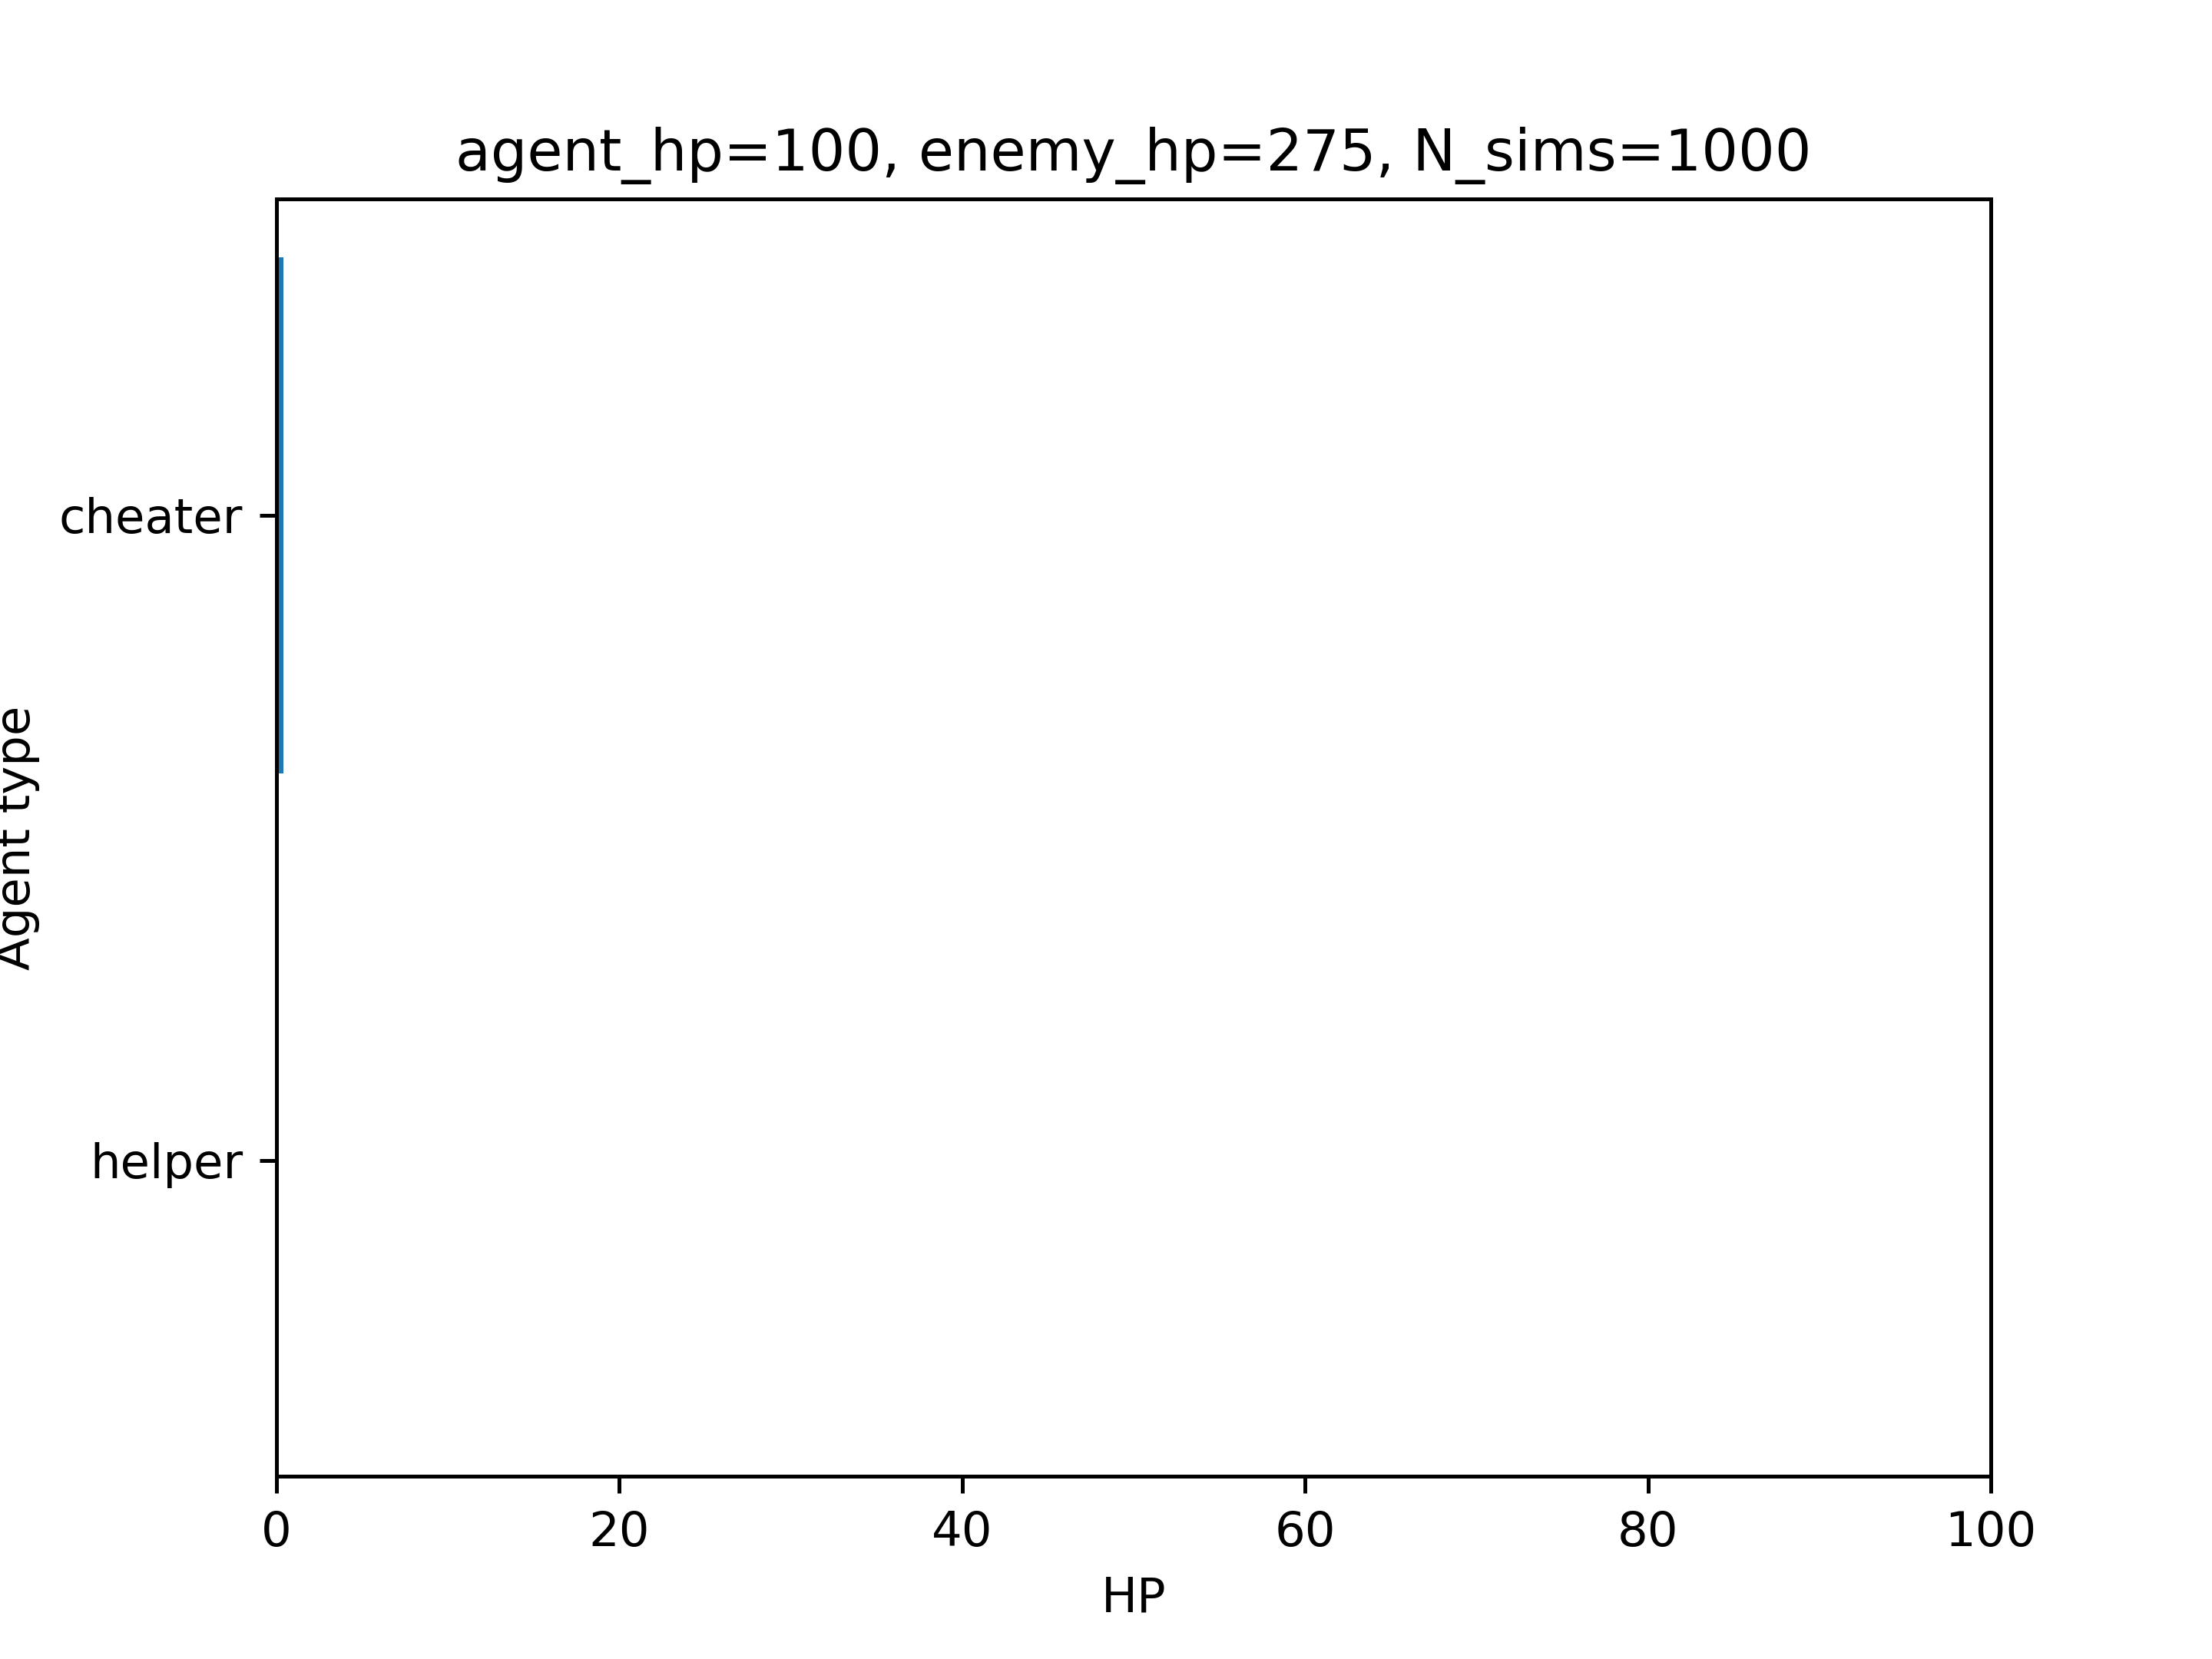 agent_hp=100, enemy_hp=275, N_sims=1000
cheater
Agent type
helper
0 20 40 60 80 100
HP